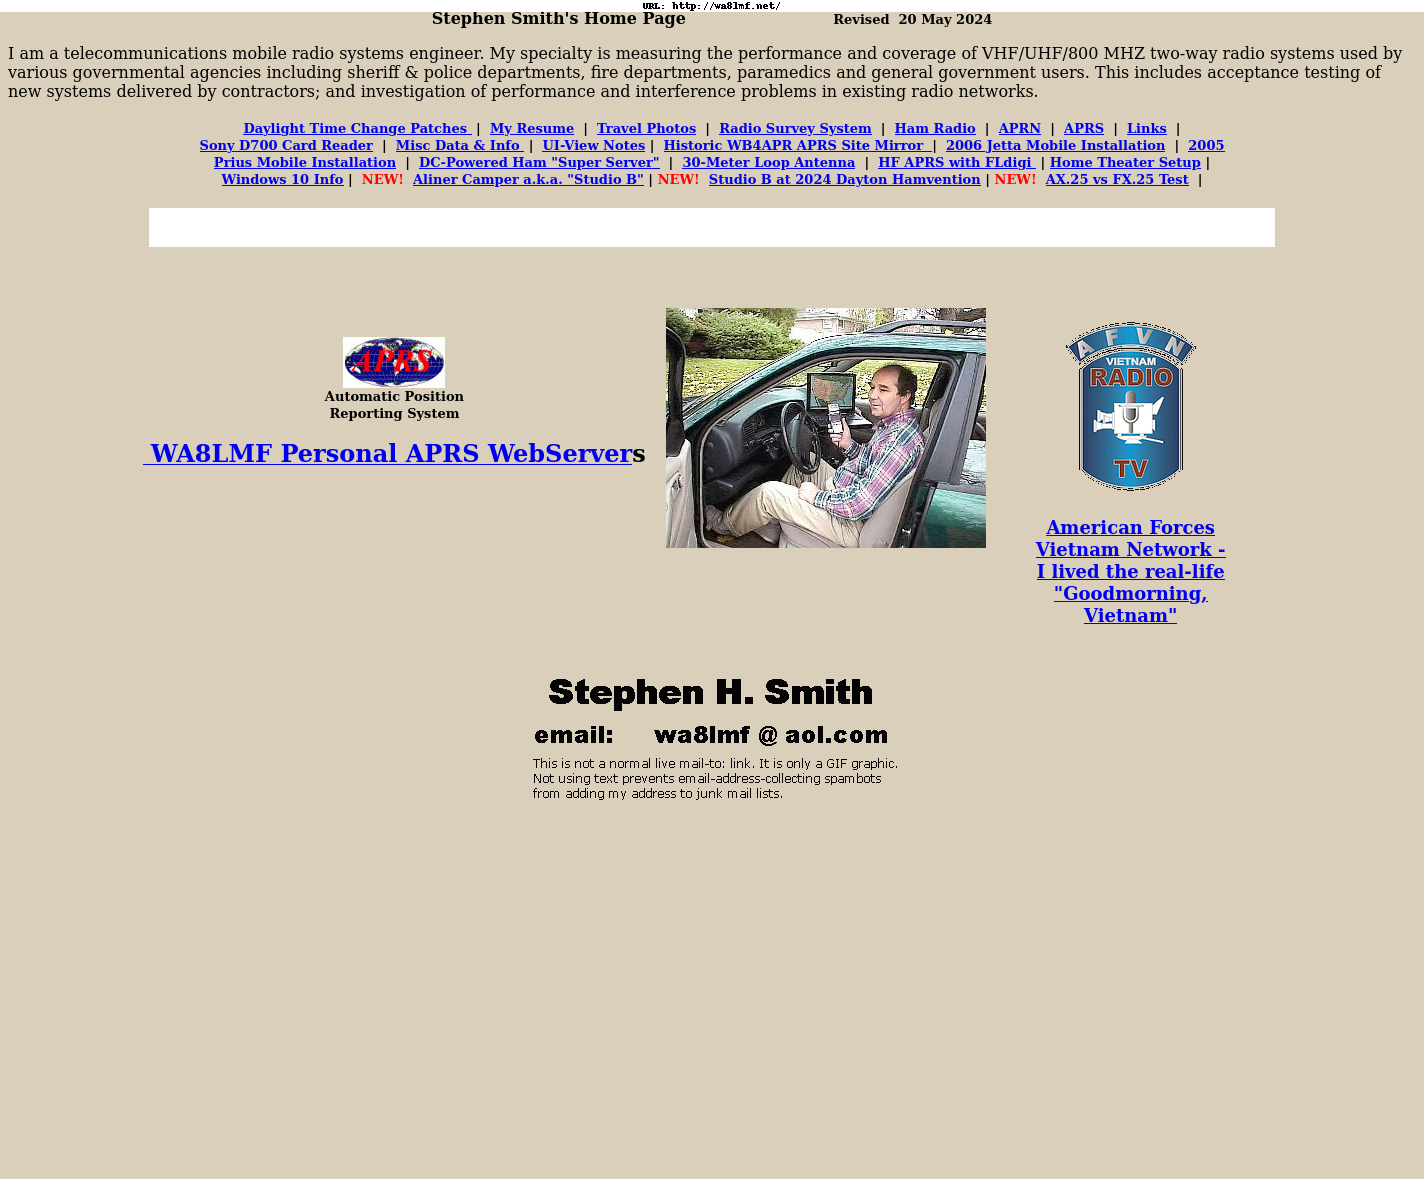 URL: http://wa8lmf.net/
Stephen Smith's Home Page Revised 20 May 2024
I am a telecommunications mobile radio systems engineer. My specialty is measuring the performance and coverage of VHF/UHF/800 MHZ two-way radio systems used by
various governmental agencies including sheriff & police departments, fire departments, paramedics and general government users. This includes acceptance testing of
new systems delivered by contractors; and investigation of performance and interference problems in existing radio networks.
Daylight Time Change Patches | My Resume | Travel Photos | Radio Survey System | Ham Radio | APRN | APRS | Links |
Sony D700 Card Reader | Misc Data & Info | UI-View Notes | Historic WB4APR APRS Site Mirror | 2006 Jetta Mobile Installation | 2005
Prius Mobile Installation | DC-Powered Ham "Super Server" | 30-Meter Loop Antenna | HF APRS with FLdigi | Home Theater Setup |
Windows 10 Info | NEW! Aliner Camper a.k.a. "Studio B" | NEW! Studio B at 2024 Dayton Hamvention | NEW! AX.25 vs FX.25 Test |
APRS
Automatic Position
Reporting System
WA8LMF Personal APRS WebServers
AFVN
VIETNAM
RADIO
TV
American Forces
Vietnam Network -
I lived the real-life
"Goodmorning,
Vietnam"
Stephen H. Smith
email: wa8lmf @ aol.com
This is not a normal live mail-to: link. It is only a GIF graphic.
Not using text prevents email-address-collecting spambots
from adding my address to junk mail lists.